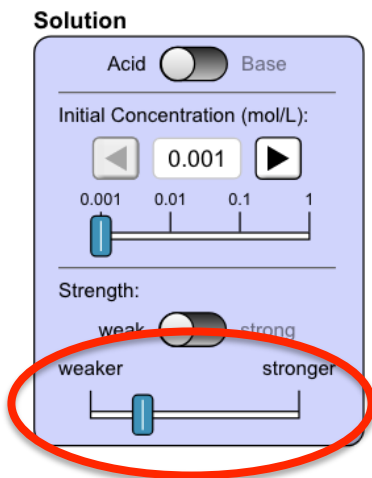 Solution
Acid Base
Initial Concentration (mol/L):
0.001
0.001 0.01 0.1 1
Strength:
weak strong
weaker stronger